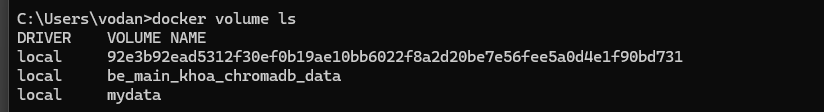 C:\Users\vodan>docker volume ls
DRIVER    VOLUME NAME
local     92e3b92ead5312f30ef0b19ae10bb6022f8a2d20be7e56fee5a0d4e1f90bd731
local     be_main_khoa_chromadb_data
local     mydata